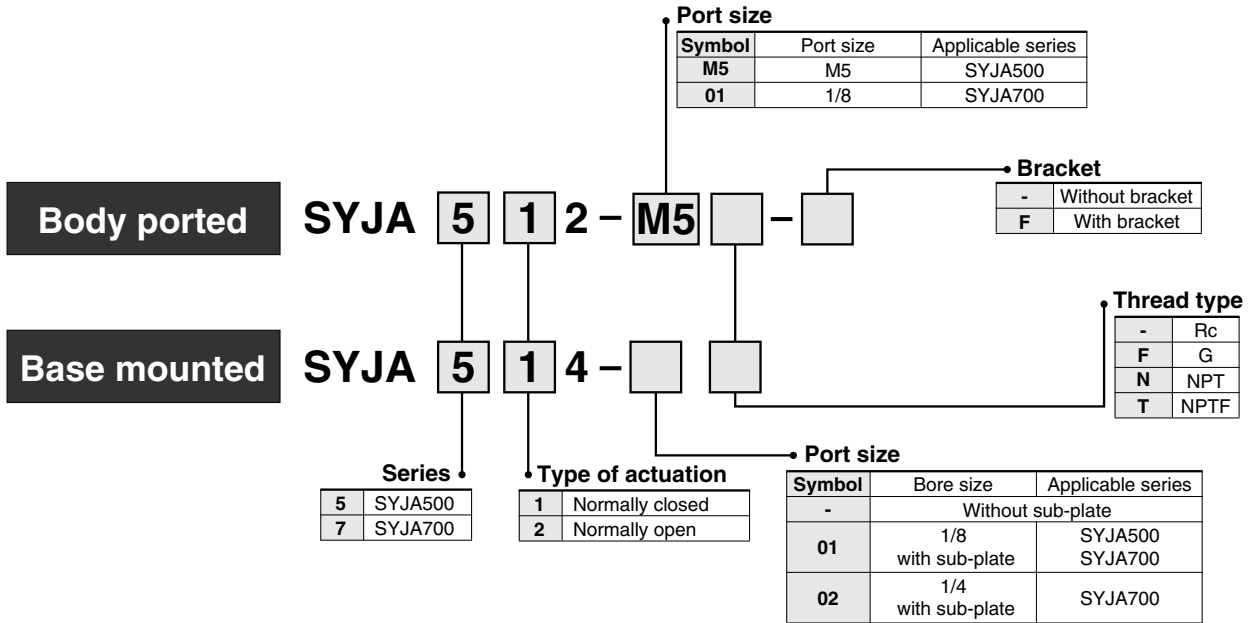 Port size
Symbol Port size Applicable series
M5 M5 SYJA500
01 1/8 SYJA700
Bracket
- Without bracket
F With bracket
Body ported SYJA 5 1 2 – M5 –
Thread type
- Rc
F G
N NPT
T NPTF
Base mounted SYJA 5 1 4 –
Series
5 SYJA500
7 SYJA700
Type of actuation
1 Normally closed
2 Normally open
Port size
Symbol Bore size Applicable series
- Without sub-plate
01 1/8 SYJA500
with sub-plate SYJA700
02 1/4 SYJA700
with sub-plate